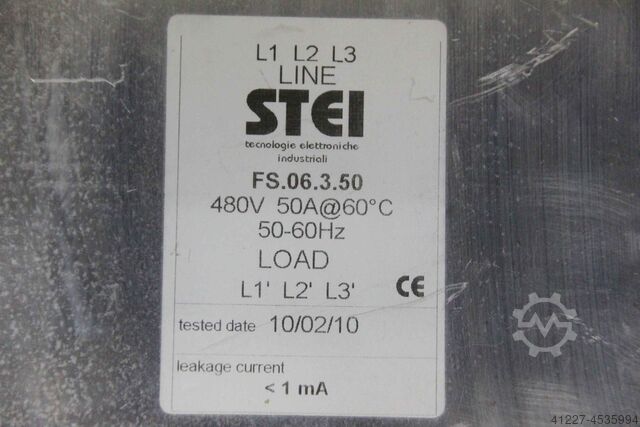 L1 L2 L3
LINE
STEI
tecnologie elettroniche
industriali
FS.06.3.50
480V 50A@60°C
50-60Hz
LOAD
L1' L2' L3'
CE
tested date 10/02/10
leakage current
< 1 mA
41227-4535994